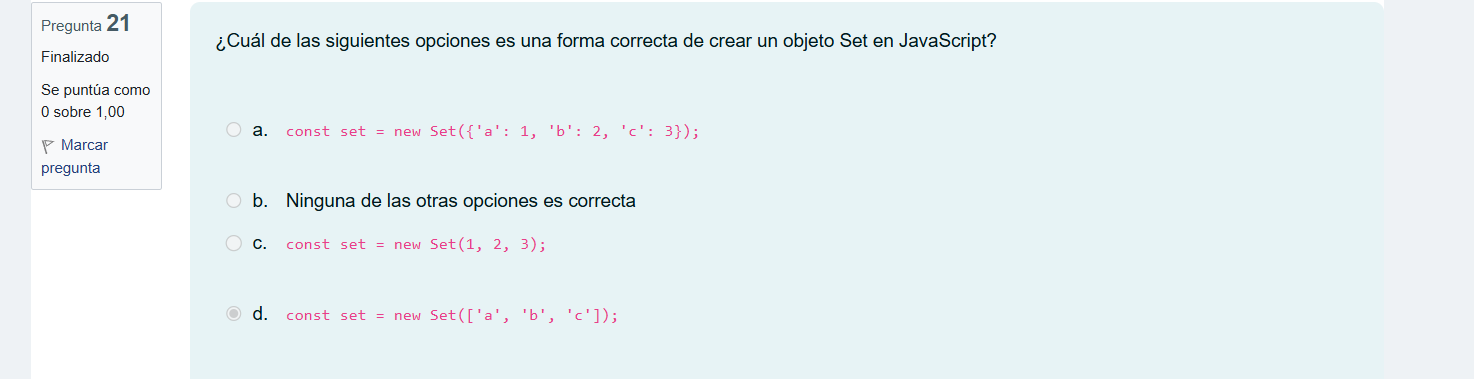 Pregunta 21
Finalizado
Se puntúa como
0 sobre 1,00
Marcar
pregunta
¿Cuál de las siguientes opciones es una forma correcta de crear un objeto Set en JavaScript?
a. const set = new Set({'a': 1, 'b': 2, 'c': 3});
b. Ninguna de las otras opciones es correcta
c. const set = new Set(1, 2, 3);
d. const set = new Set(['a', 'b', 'c']);